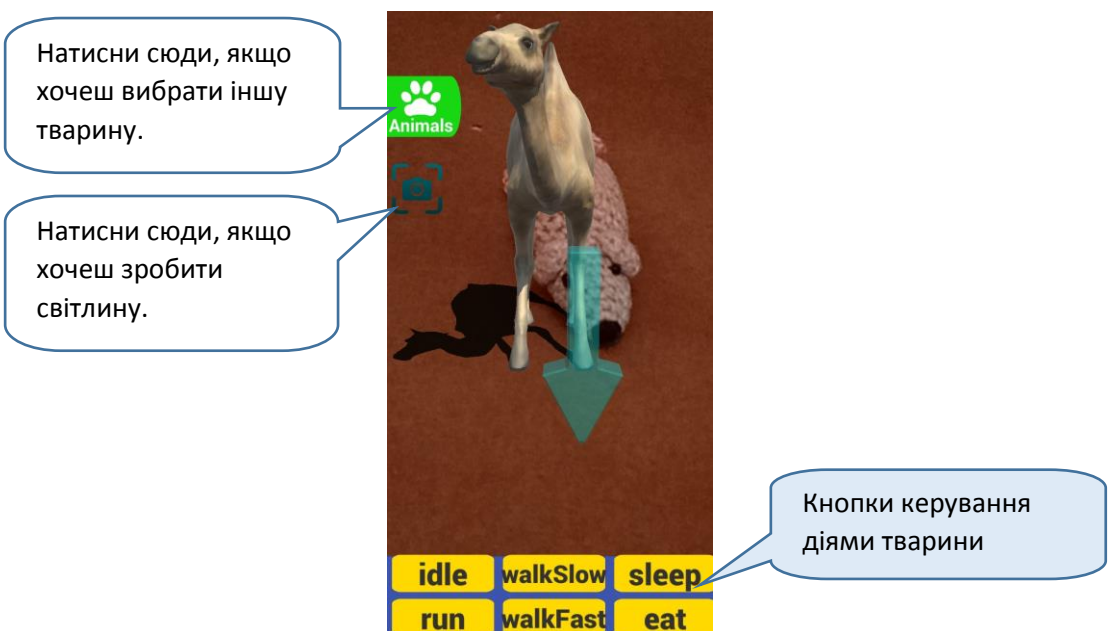 Натисни сюди, якщо
хочеш вибрати іншу
тварину.
Animals
Натисни сюди, якщо
хочеш зробити
світлину.
Кнопки керування
діями тварини
idle walkSlow sleep
run walkFast eat